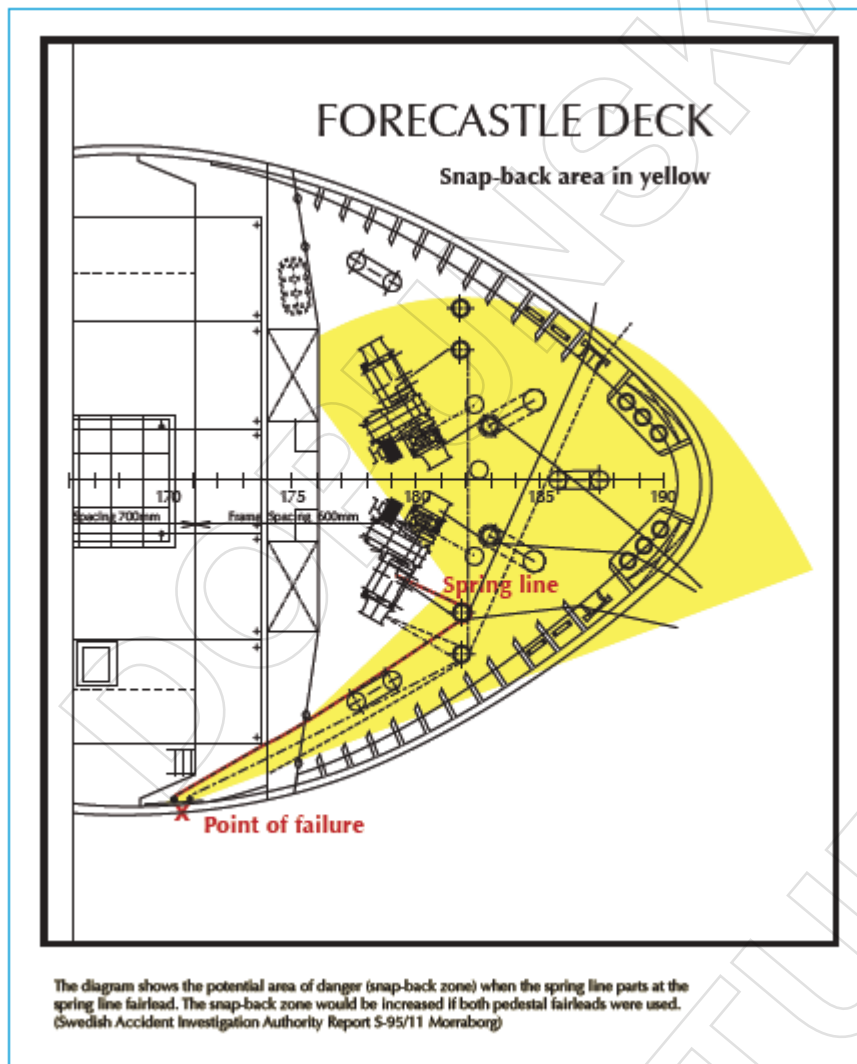 FORECASTLE DECK
Snap-back area in yellow
170 175 180 185 190
Spacing 700mm Frame Spacing 600mm
Spring line
X Point of failure
The diagram shows the potential area of danger (snap-back zone) when the spring line parts at the
spring line fairlead. The snap-back zone would be increased if both pedestal fairleads were used.
(Swedish Accident Investigation Authority Report S-95/11 Morraborg)